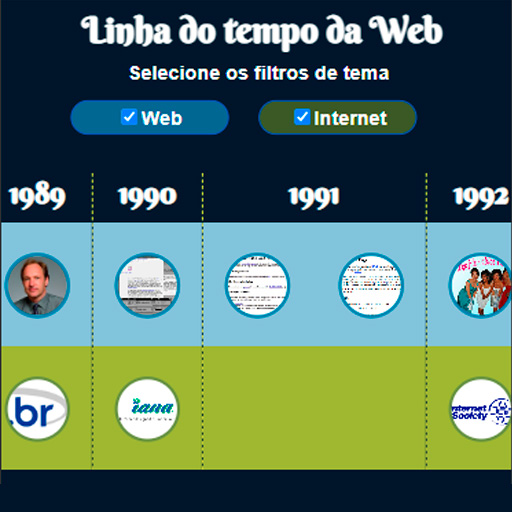 Linha do tempo da Web
Selecione os filtros de tema
Web
Internet
1989
1990
1991
1992
.br
iana
Internet
Society